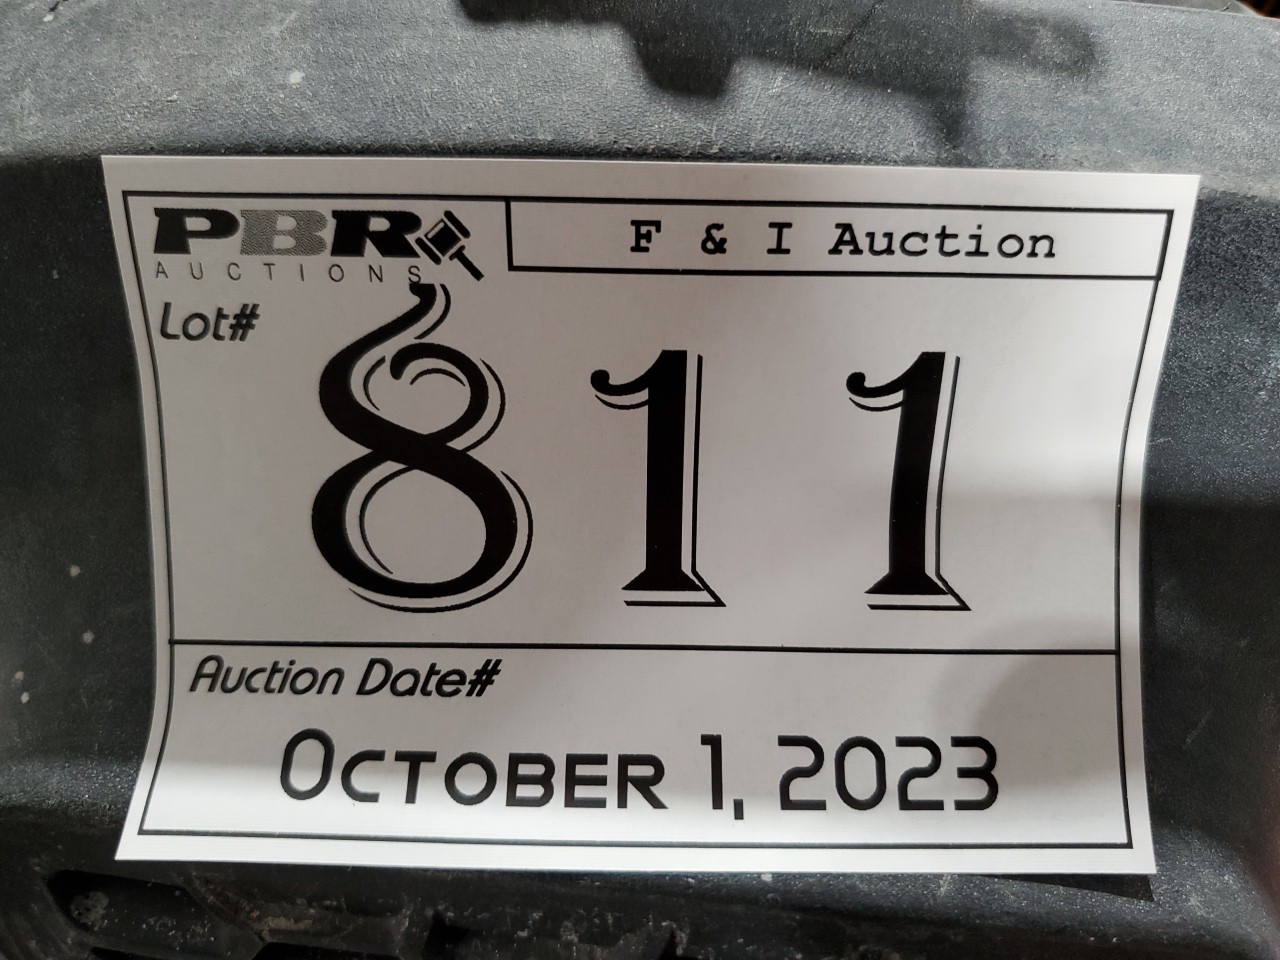 PBR
AUCTIONS
F & I Auction
Lot#
811
Auction Date#
October 1, 2023